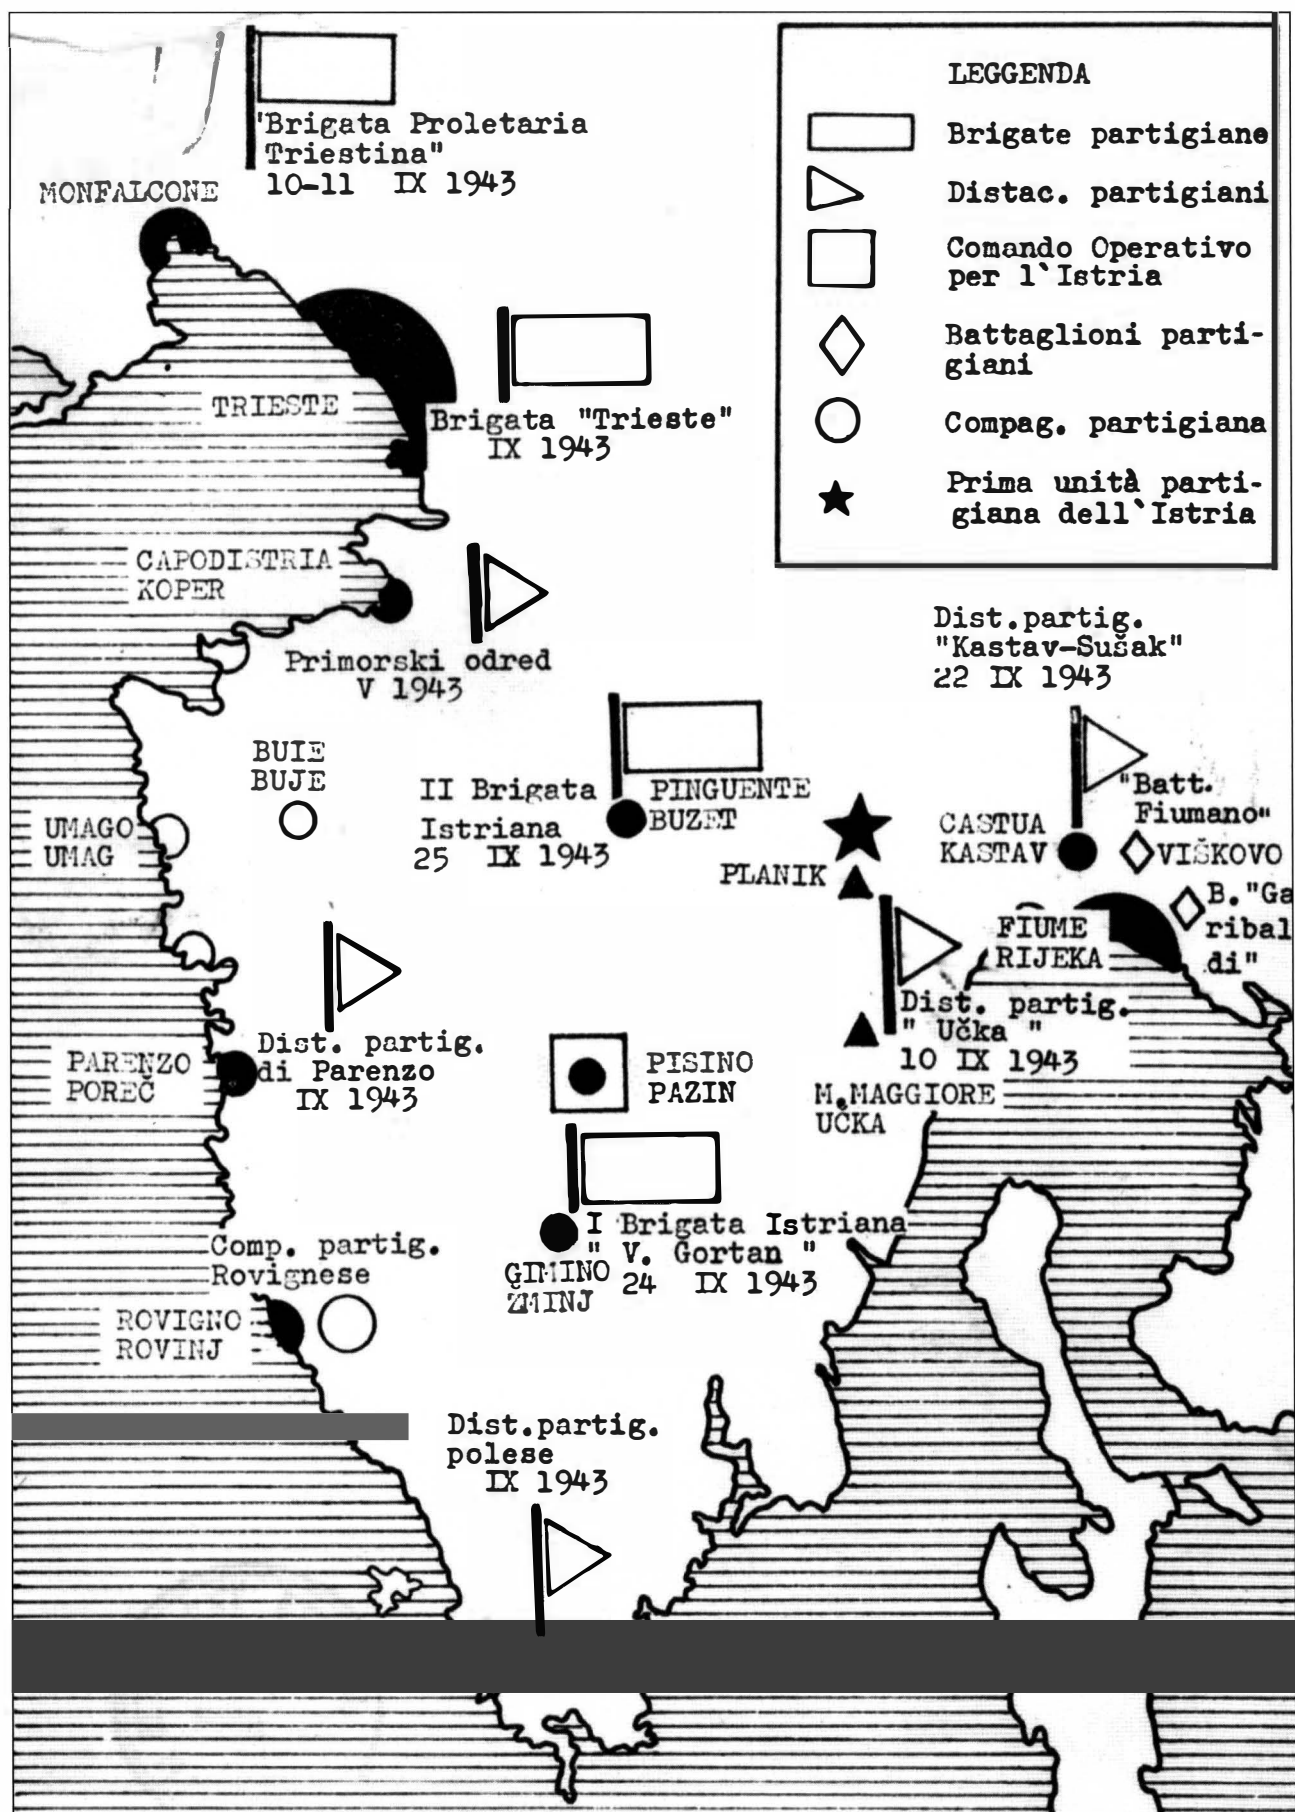 'Brigata Proletaria
Triestina"
10-11 IX 1943
MONFALCONE
LEGGENDA
Brigate partigiane
Distac. partigiani
Comando Operativo
per l`Istria
Battaglioni parti-
giani
Compag. partigiana
Prima unità parti-
giana dell`Istria
TRIESTE
Brigata "Trieste"
IX 1943
CAPODISTRIA
KOPER
Primorski odred
V 1943
Dist.partig.
"Kastav-Sušak"
22 IX 1943
BUIE
BUJE
II Brigata
Istriana
25 IX 1943
PINGUENTE
BUZET
"Batt.
Fiumano"
UMAGO
UMAG
CASTUA
KASTAV
VIŠKOVO
PLANIK
B."Ga
ribal
di"
FIUME
RIJEKA
Dist. partig.
" Učka "
10 IX 1943
M.MAGGIORE
UČKA
PARENZO
POREČ
Dist. partig.
di Parenzo
IX 1943
PISINO
PAZIN
I Brigata Istriana
" V. Gortan "
24 IX 1943
GIMINO
ŽMINJ
Comp. partig.
Rovignese
ROVIGNO
ROVINJ
Dist.partig.
polese
IX 1943